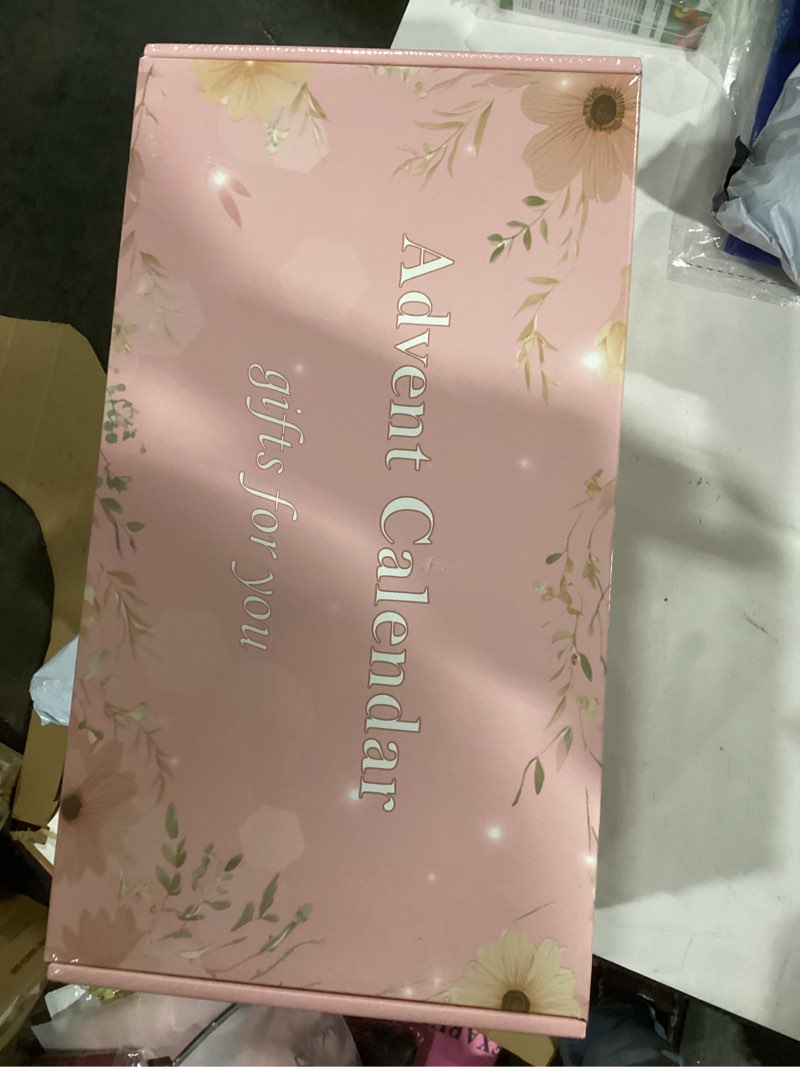 Advent Calendar
gifts for you